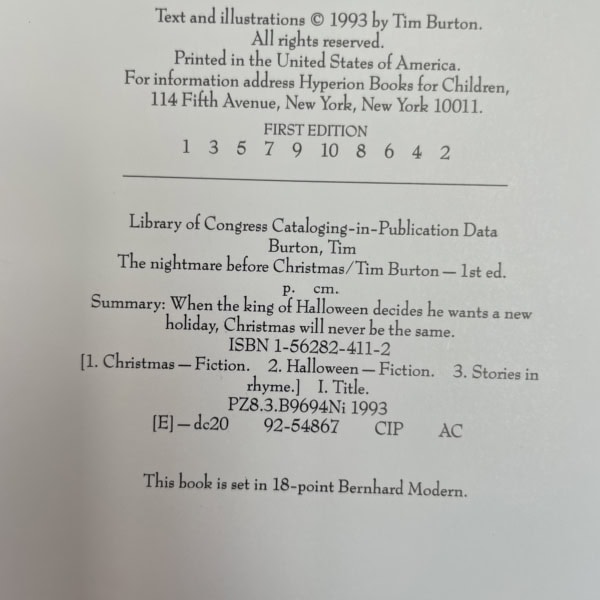 Text and illustrations © 1993 by Tim Burton.
All rights reserved.
Printed in the United States of America.
For information address Hyperion Books for Children,
114 Fifth Avenue, New York, New York 10011.
FIRST EDITION
1 3 5 7 9 10 8 6 4 2
Library of Congress Cataloging-in-Publication Data
Burton, Tim
The nightmare before Christmas/Tim Burton — 1st ed.
p. cm.
Summary: When the king of Halloween decides he wants a new
holiday, Christmas will never be the same.
ISBN 1-56282-411-2
[1. Christmas — Fiction. 2. Halloween — Fiction. 3. Stories in
rhyme.] I. Title.
PZ8.3.B9694Ni 1993
[E] — dc20 92-54867 CIP AC
This book is set in 18-point Bernhard Modern.